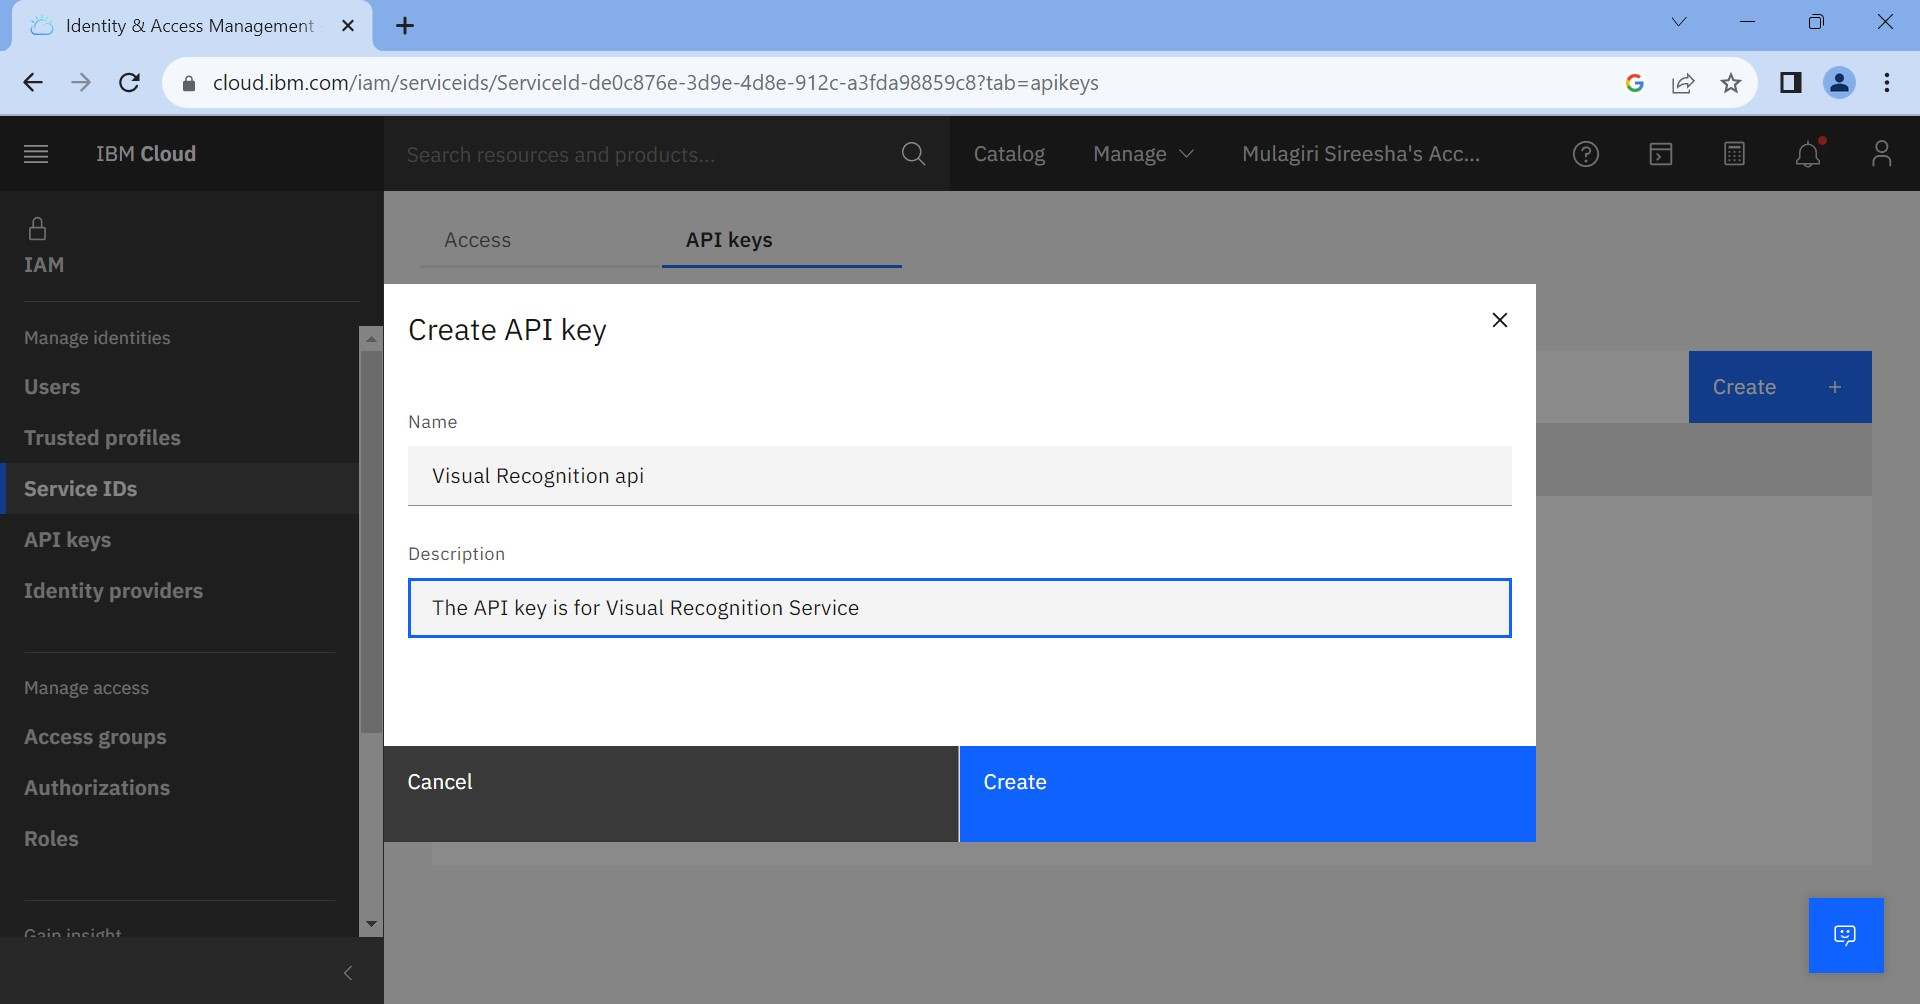 Identity & Access Management
cloud.ibm.com/iam/serviceids/ServiceId-de0c876e-3d9e-4d8e-912c-a3fda98859c8?tab=apikeys
IBM Cloud
Search resources and products...
Catalog
Manage
Mulagiri Sireesha's Acc...
IAM
Manage identities
Users
Trusted profiles
Service IDs
API keys
Identity providers
Manage access
Access groups
Authorizations
Roles
Gain insight
Access
API keys
Create +
Create API key
Name
Visual Recognition api
Description
The API key is for Visual Recognition Service
Cancel
Create